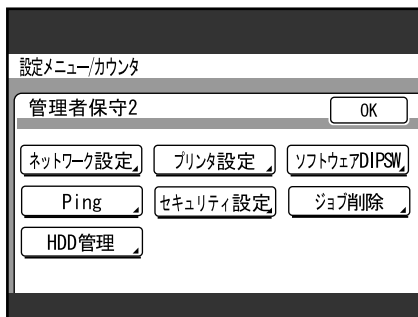 設定メニュー/カウンタ
管理者保守2
OK
ネットワーク設定 プリンタ設定 ソフトウェアDIPSW
Ping セキュリティ設定 ジョブ削除
HDD管理